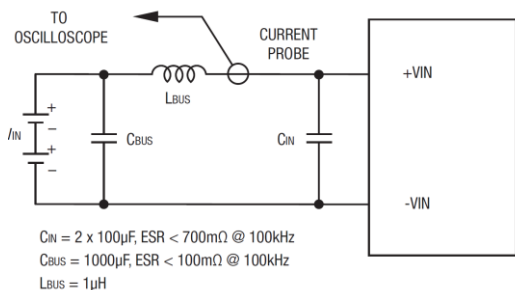 TO
OSCILLOSCOPE
CURRENT
PROBE
+VIN
LBUS
+
-
IIN
+
-
CBUS
CIN
-VIN
CIN = 2 x 100µF, ESR < 700mΩ @ 100kHz
CBUS = 1000µF, ESR < 100mΩ @ 100kHz
LBUS = 1µH